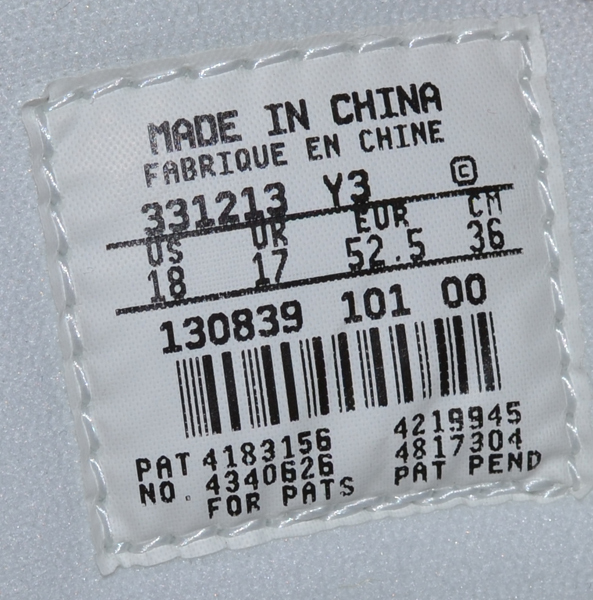 MADE IN CHINA
FABRIQUE EN CHINE
331213 Y3 ©
US UK EUR CM
18 17 52.5 36
130839 101 00
PAT 4183156 4219945
NO. 4340626 4817304
FOR PATS PAT PEND